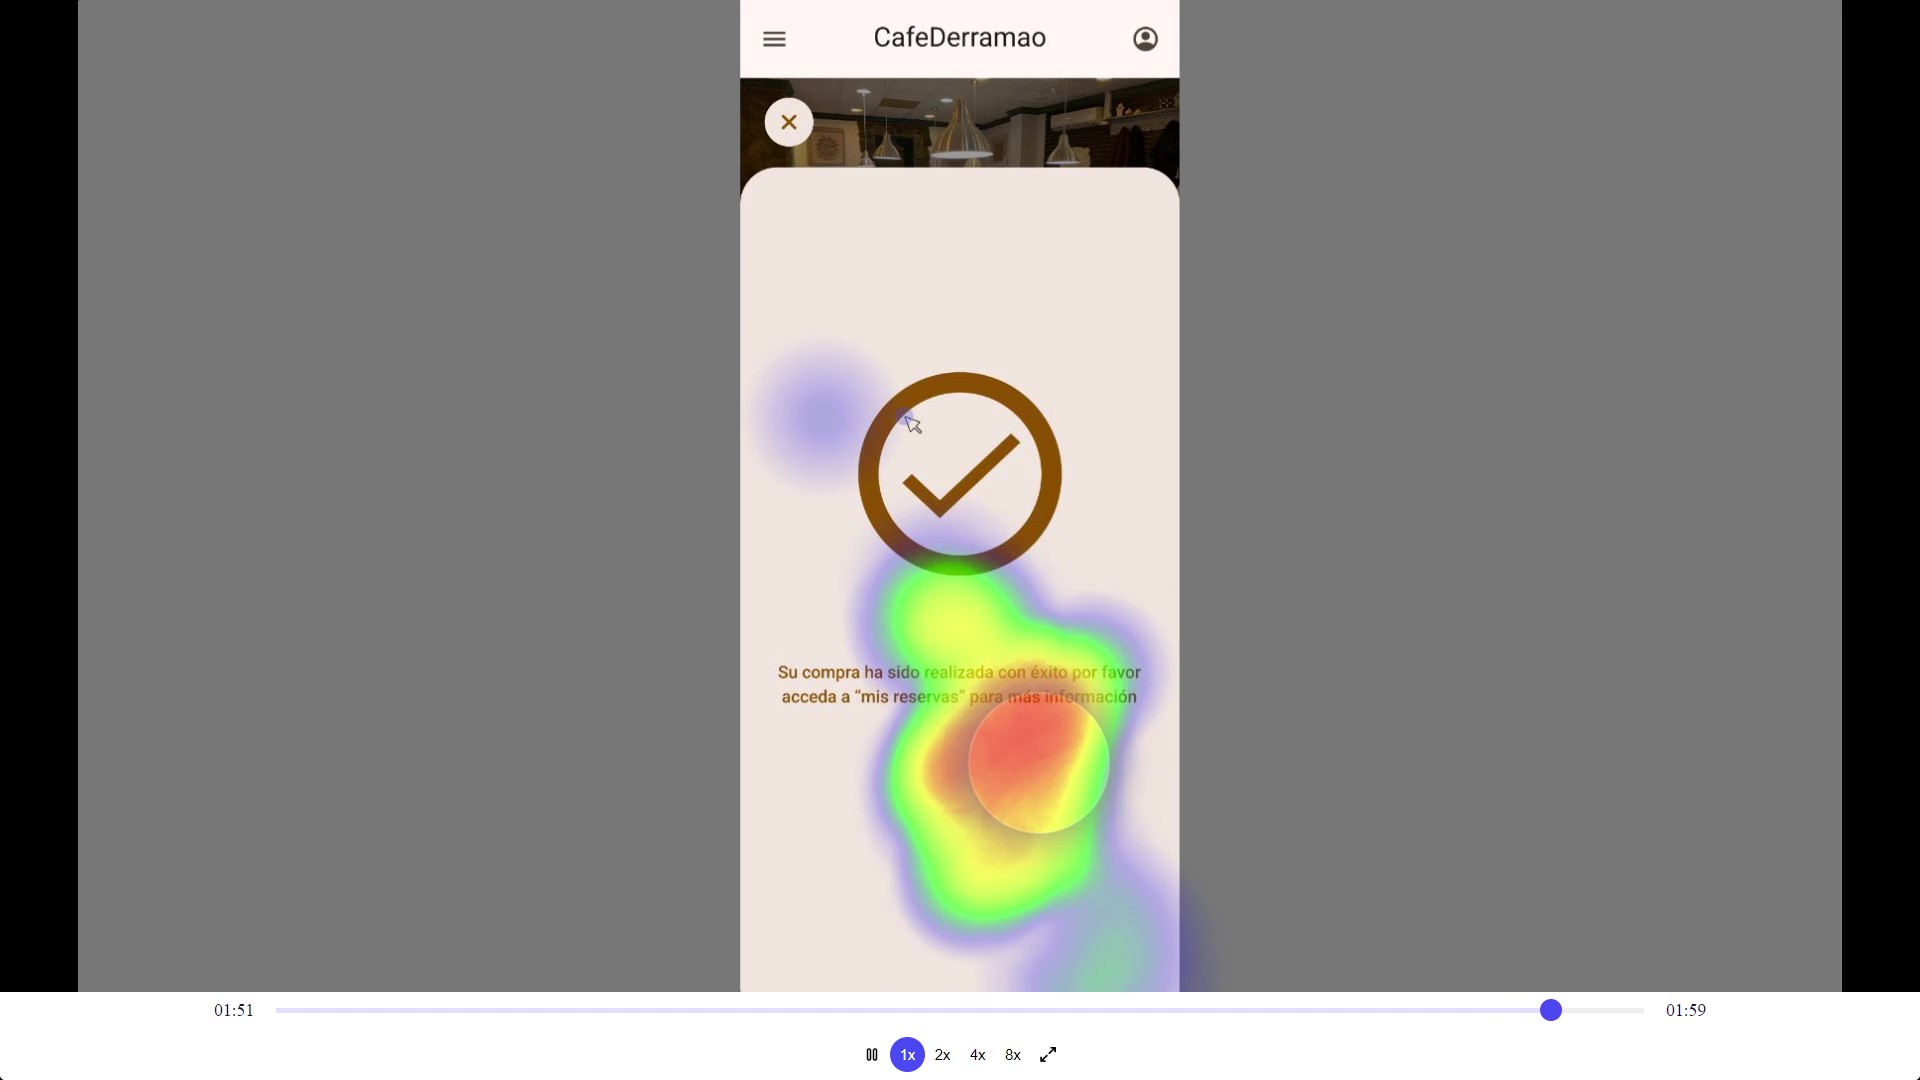 CafeDerramao
Su compra ha sido realizada con éxito por favor
acceda a “mis reservas” para más información
01:51
01:59
1x
2x
4x
8x